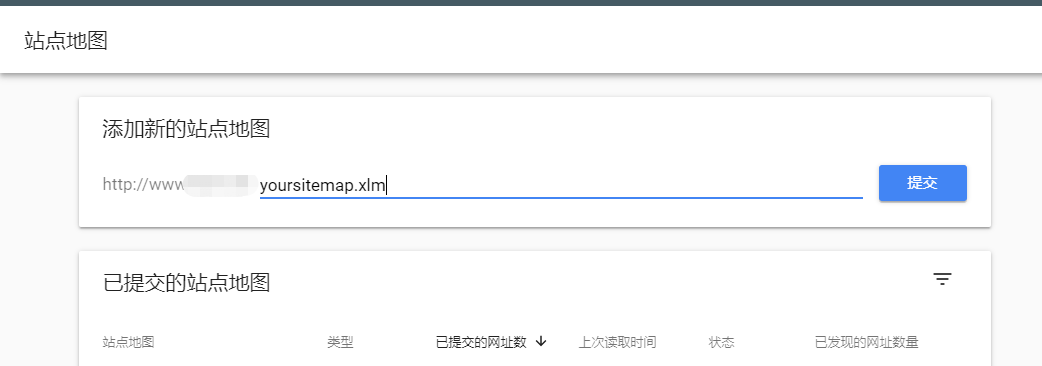 站点地图
添加新的站点地图
http://www yoursitemap.xlm 提交
已提交的站点地图
站点地图 类型 已提交的网址数 上次读取时间 状态 已发现的网址数量